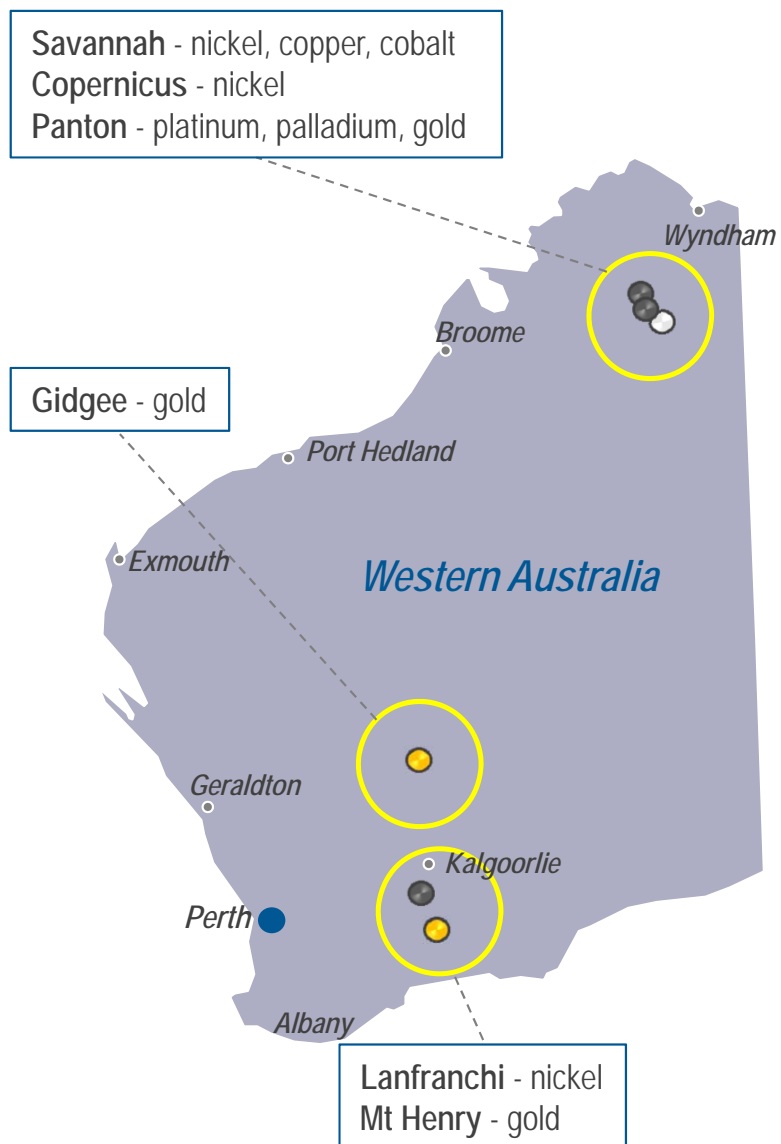 Savannah - nickel, copper, cobalt
Copernicus - nickel
Panton - platinum, palladium, gold
Wyndham
Broome
Gidgee - gold
Port Hedland
Exmouth
Western Australia
Geraldton
Kalgoorlie
Perth
Albany
Lanfranchi - nickel
Mt Henry - gold